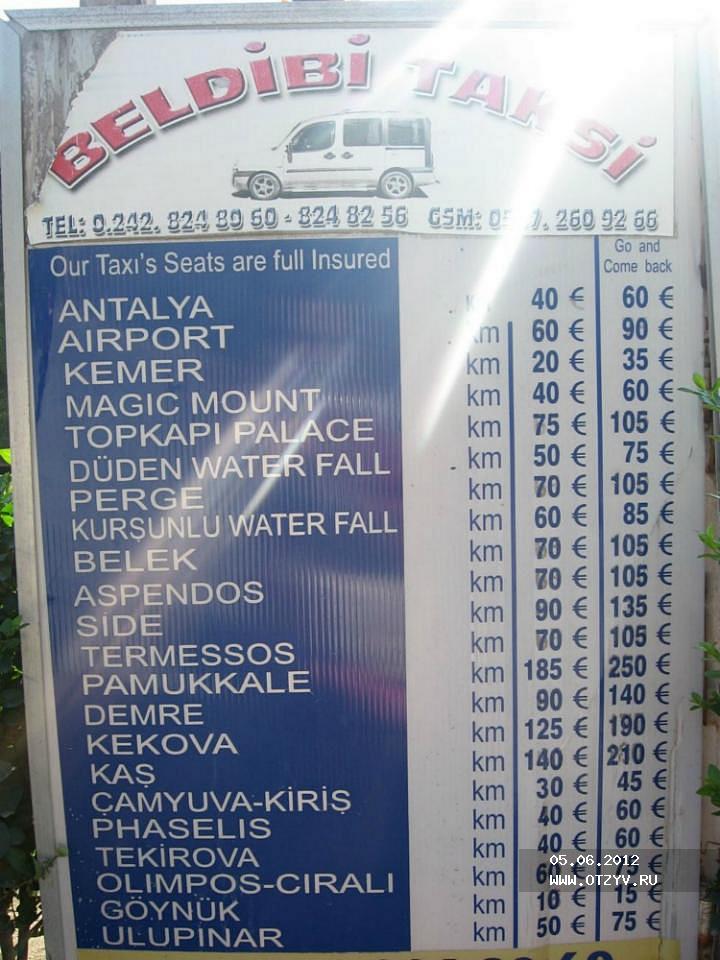 BELDİBİ TAKSİ
TEL: 0.242. 824 80 60 - 824 82 56 GSM: 260 92 66
Our Taxı's Seats are full Insured Go and
Come back
ANTALYA 40 € 60 €
AIRPORT km 60 € 90 €
KEMER km 20 € 35 €
MAGIC MOUNT km 40 € 60 €
TOPKAPI PALACE km 75 € 105 €
DÜDEN WATER FALL km 50 € 75 €
PERGE km 70 € 105 €
KURŞUNLU WATER FALL km 60 € 85 €
BELEK km 70 € 105 €
ASPENDOS km 70 € 105 €
SİDE km 90 € 135 €
TERMESSOS km 70 € 105 €
PAMUKKALE km 185 € 250 €
DEMRE km 90 € 140 €
KEKOVA km 125 € 190 €
KAŞ km 140 € 210 €
ÇAMYUVA-KİRİŞ km 30 € 45 €
PHASELIS km 40 € 60 €
TEKİROVA km 40 € 60 €
OLIMPOS-CIRALI km
GÖYNÜK km 10 € 15 €
ULUPINAR km 50 € 75 €
05.06.2012
WWW.OTZYV.RU